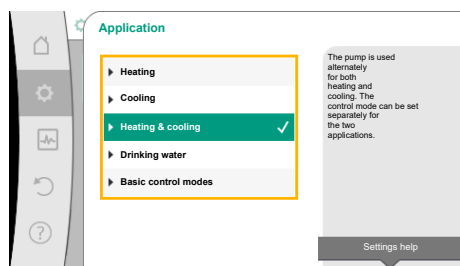 Application
Heating
Cooling
Heating & cooling
Drinking water
Basic control modes
The pump is used
alternately
for both
heating and
cooling. The
control mode can be set
separately for
the two
applications.
Settings help